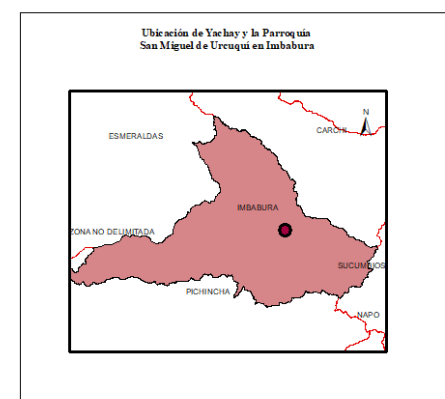 Ubicación de Yachay y la Parroquía
San Miguel de Urcuquí en Imbabura
N
ESMERALDAS
CARCHI
IMBABURA
ZONA NO DELIMITADA
SUCUMBIOS
PICHINCHA
NAPO